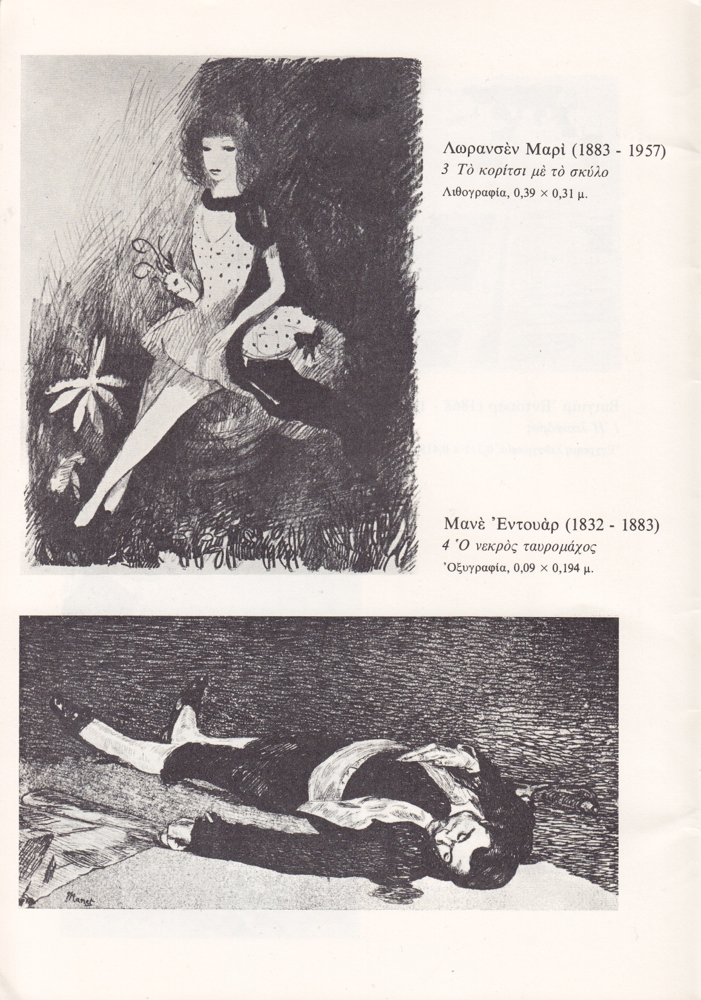 Λωρανσὲν Μαρὶ (1883 - 1957)
3 Τὸ κορίτσι μὲ τὸ σκύλο
Λιθογραφία, 0,39 × 0,31 μ.
Μανὲ Ἐντουὰρ (1832 - 1883)
4 Ὁ νεκρὸς ταυρομάχος
Ὀξυγραφία, 0,09 × 0,194 μ.
Manet